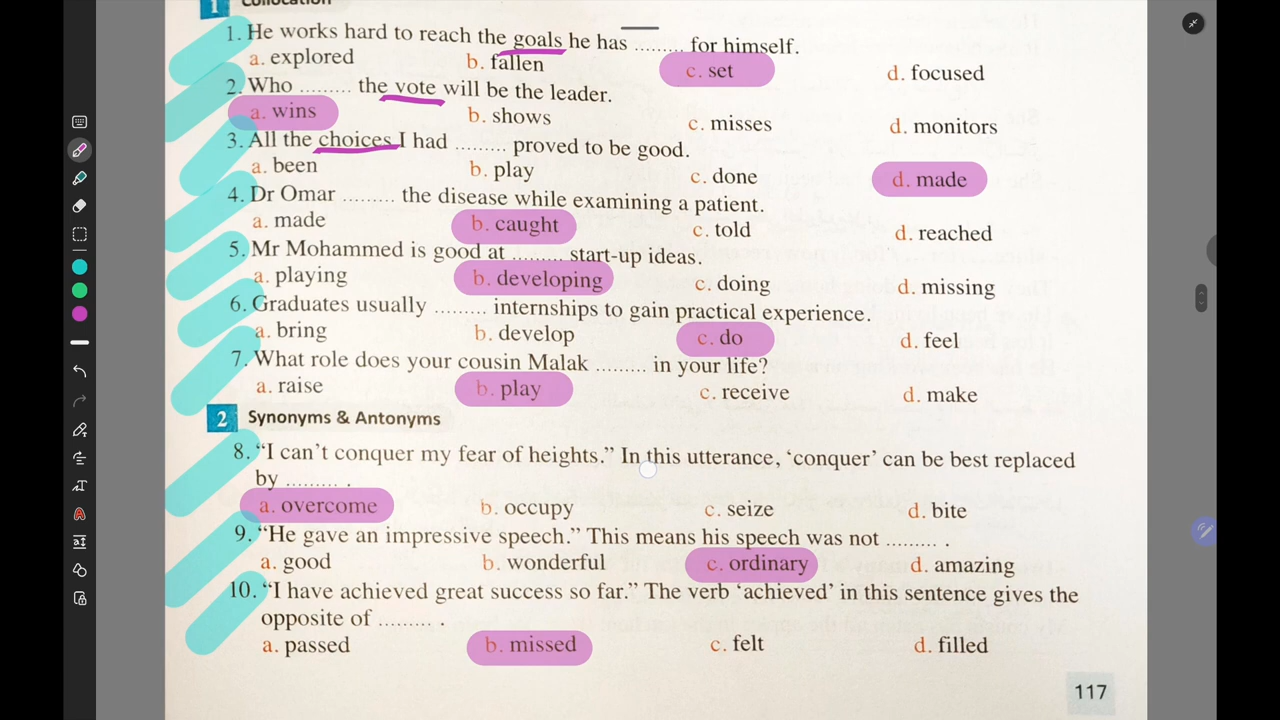 1 Collocation
1. He works hard to reach the goals he has ......... for himself.
a. explored b. fallen c. set d. focused
2. Who ......... the vote will be the leader.
a. wins b. shows c. misses d. monitors
3. All the choices I had ......... proved to be good.
a. been b. play c. done d. made
4. Dr Omar ......... the disease while examining a patient.
a. made b. caught c. told d. reached
5. Mr Mohammed is good at ......... start-up ideas.
a. playing b. developing c. doing d. missing
6. Graduates usually ......... internships to gain practical experience.
a. bring b. develop c. do d. feel
7. What role does your cousin Malak ......... in your life?
a. raise b. play c. receive d. make
2 Synonyms & Antonyms
8. “I can’t conquer my fear of heights.” In this utterance, ‘conquer’ can be best replaced
by ......... .
a. overcome b. occupy c. seize d. bite
9. “He gave an impressive speech.” This means his speech was not ......... .
a. good b. wonderful c. ordinary d. amazing
10. “I have achieved great success so far.” The verb ‘achieved’ in this sentence gives the
opposite of ......... .
a. passed b. missed c. felt d. filled
117